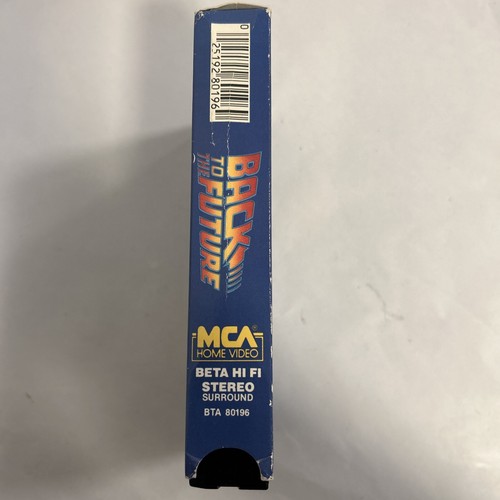 0
25192 80196
BACK
TO THE FUTURE
MCA®
HOME VIDEO
BETA HI FI
STEREO
SURROUND
BTA 80196